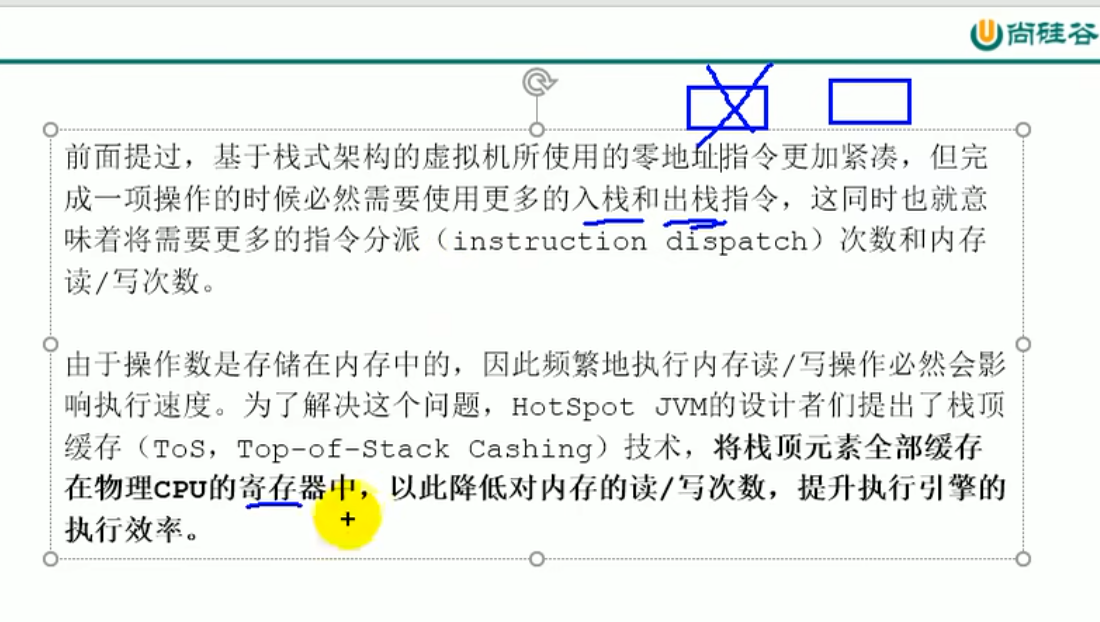 尚硅谷
前面提过，基于栈式架构的虚拟机所使用的零地址指令更加紧凑，但完
成一项操作的时候必然需要使用更多的入栈和出栈指令，这同时也就意
味着将需要更多的指令分派（instruction dispatch）次数和内存
读/写次数。
由于操作数是存储在内存中的，因此频繁地执行内存读/写操作必然会影
响执行速度。为了解决这个问题，HotSpot JVM的设计者们提出了栈顶
缓存（ToS，Top-of-Stack Cashing）技术，将栈顶元素全部缓存
在物理CPU的寄存器中，以此降低对内存的读/写次数，提升执行引擎的
执行效率。